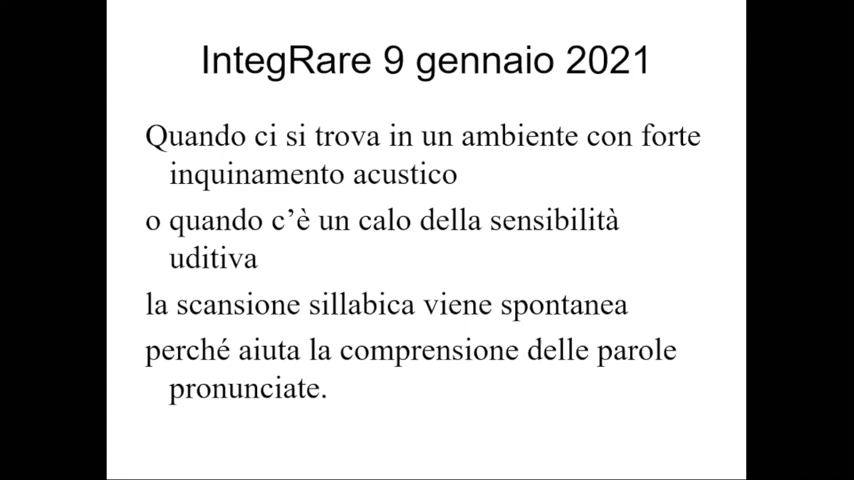 IntegRare 9 gennaio 2021
Quando ci si trova in un ambiente con forte
inquinamento acustico
o quando c’è un calo della sensibilità
uditiva
la scansione sillabica viene spontanea
perché aiuta la comprensione delle parole
pronunciate.